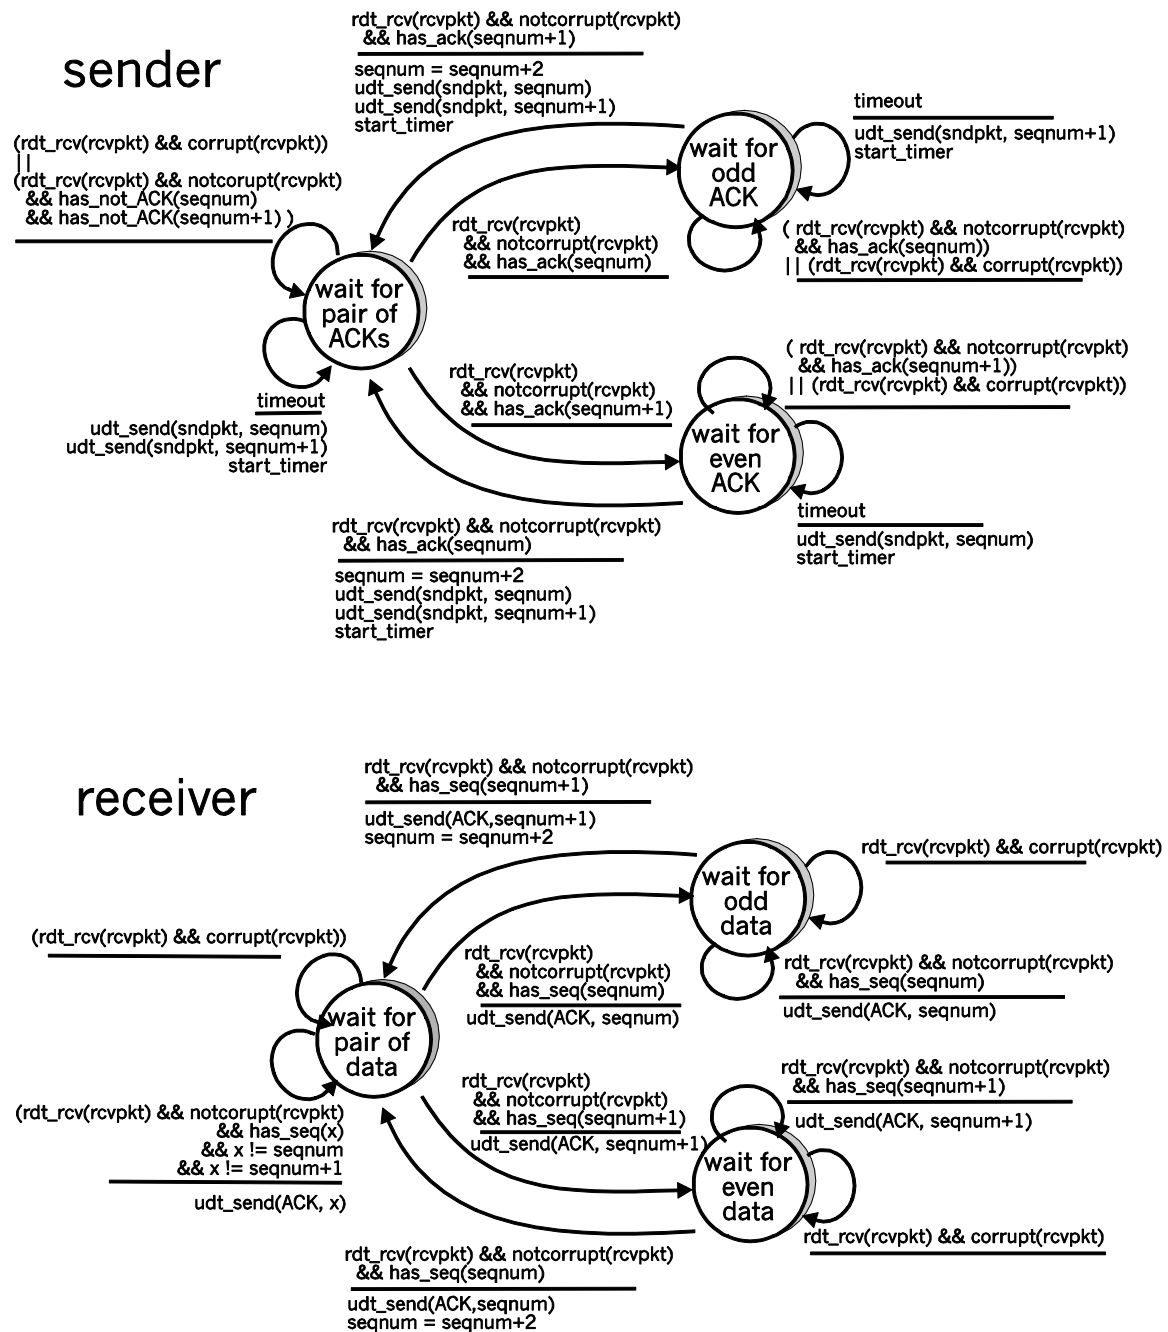 sender
rdt_rcv(rcvpkt) && notcorrupt(rcvpkt)
&& has_ack(seqnum+1)
seqnum = seqnum+2
udt_send(sndpkt, seqnum)
udt_send(sndpkt, seqnum+1)
start_timer
(rdt_rcv(rcvpkt) && corrupt(rcvpkt))
||
(rdt_rcv(rcvpkt) && notcorupt(rcvpkt)
&& has_not_ACK(seqnum)
&& has_not_ACK(seqnum+1) )
wait for
odd
ACK
timeout
udt_send(sndpkt, seqnum+1)
start_timer
rdt_rcv(rcvpkt)
&& notcorrupt(rcvpkt)
&& has_ack(seqnum)
( rdt_rcv(rcvpkt) && notcorrupt(rcvpkt)
&& has_ack(seqnum))
|| (rdt_rcv(rcvpkt) && corrupt(rcvpkt))
wait for
pair of
ACKs
timeout
udt_send(sndpkt, seqnum)
udt_send(sndpkt, seqnum+1)
start_timer
rdt_rcv(rcvpkt)
&& notcorrupt(rcvpkt)
&& has_ack(seqnum+1)
( rdt_rcv(rcvpkt) && notcorrupt(rcvpkt)
&& has_ack(seqnum+1))
|| (rdt_rcv(rcvpkt) && corrupt(rcvpkt))
wait for
even
ACK
timeout
udt_send(sndpkt, seqnum)
start_timer
rdt_rcv(rcvpkt) && notcorrupt(rcvpkt)
&& has_ack(seqnum)
seqnum = seqnum+2
udt_send(sndpkt, seqnum)
udt_send(sndpkt, seqnum+1)
start_timer
receiver
rdt_rcv(rcvpkt) && notcorrupt(rcvpkt)
&& has_seq(seqnum+1)
udt_send(ACK,seqnum+1)
seqnum = seqnum+2
wait for
odd
data
rdt_rcv(rcvpkt) && corrupt(rcvpkt)
(rdt_rcv(rcvpkt) && corrupt(rcvpkt))
rdt_rcv(rcvpkt)
&& notcorrupt(rcvpkt)
&& has_seq(seqnum)
udt_send(ACK, seqnum)
rdt_rcv(rcvpkt) && notcorrupt(rcvpkt)
&& has_seq(seqnum)
udt_send(ACK, seqnum)
wait for
pair of
data
(rdt_rcv(rcvpkt) && notcorupt(rcvpkt)
&& has_seq(x)
&& x != seqnum
&& x != seqnum+1
udt_send(ACK, x)
rdt_rcv(rcvpkt)
&& notcorrupt(rcvpkt)
&& has_seq(seqnum+1)
udt_send(ACK, seqnum+1)
rdt_rcv(rcvpkt) && notcorrupt(rcvpkt)
&& has_seq(seqnum+1)
udt_send(ACK, seqnum+1)
wait for
even
data
rdt_rcv(rcvpkt) && corrupt(rcvpkt)
rdt_rcv(rcvpkt) && notcorrupt(rcvpkt)
&& has_seq(seqnum)
udt_send(ACK,seqnum)
seqnum = seqnum+2